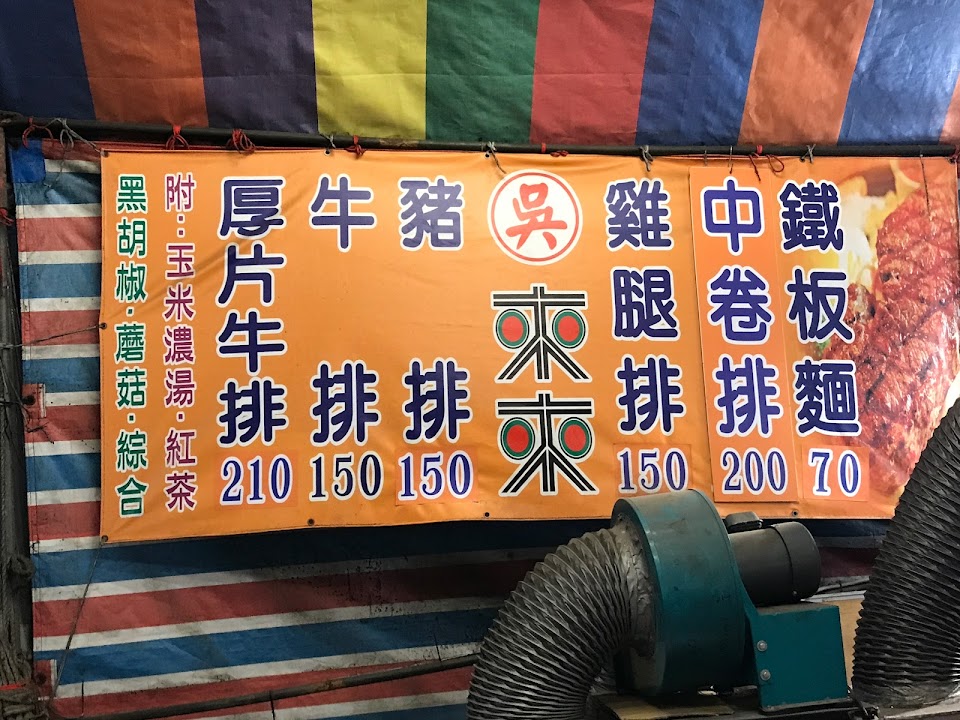 鐵板麵
70
中卷排
200
雞腿排
150
吳
來來
豬排
150
牛排
150
厚片牛排
210
附:玉米濃湯·紅茶
黑胡椒·蘑菇·綜合